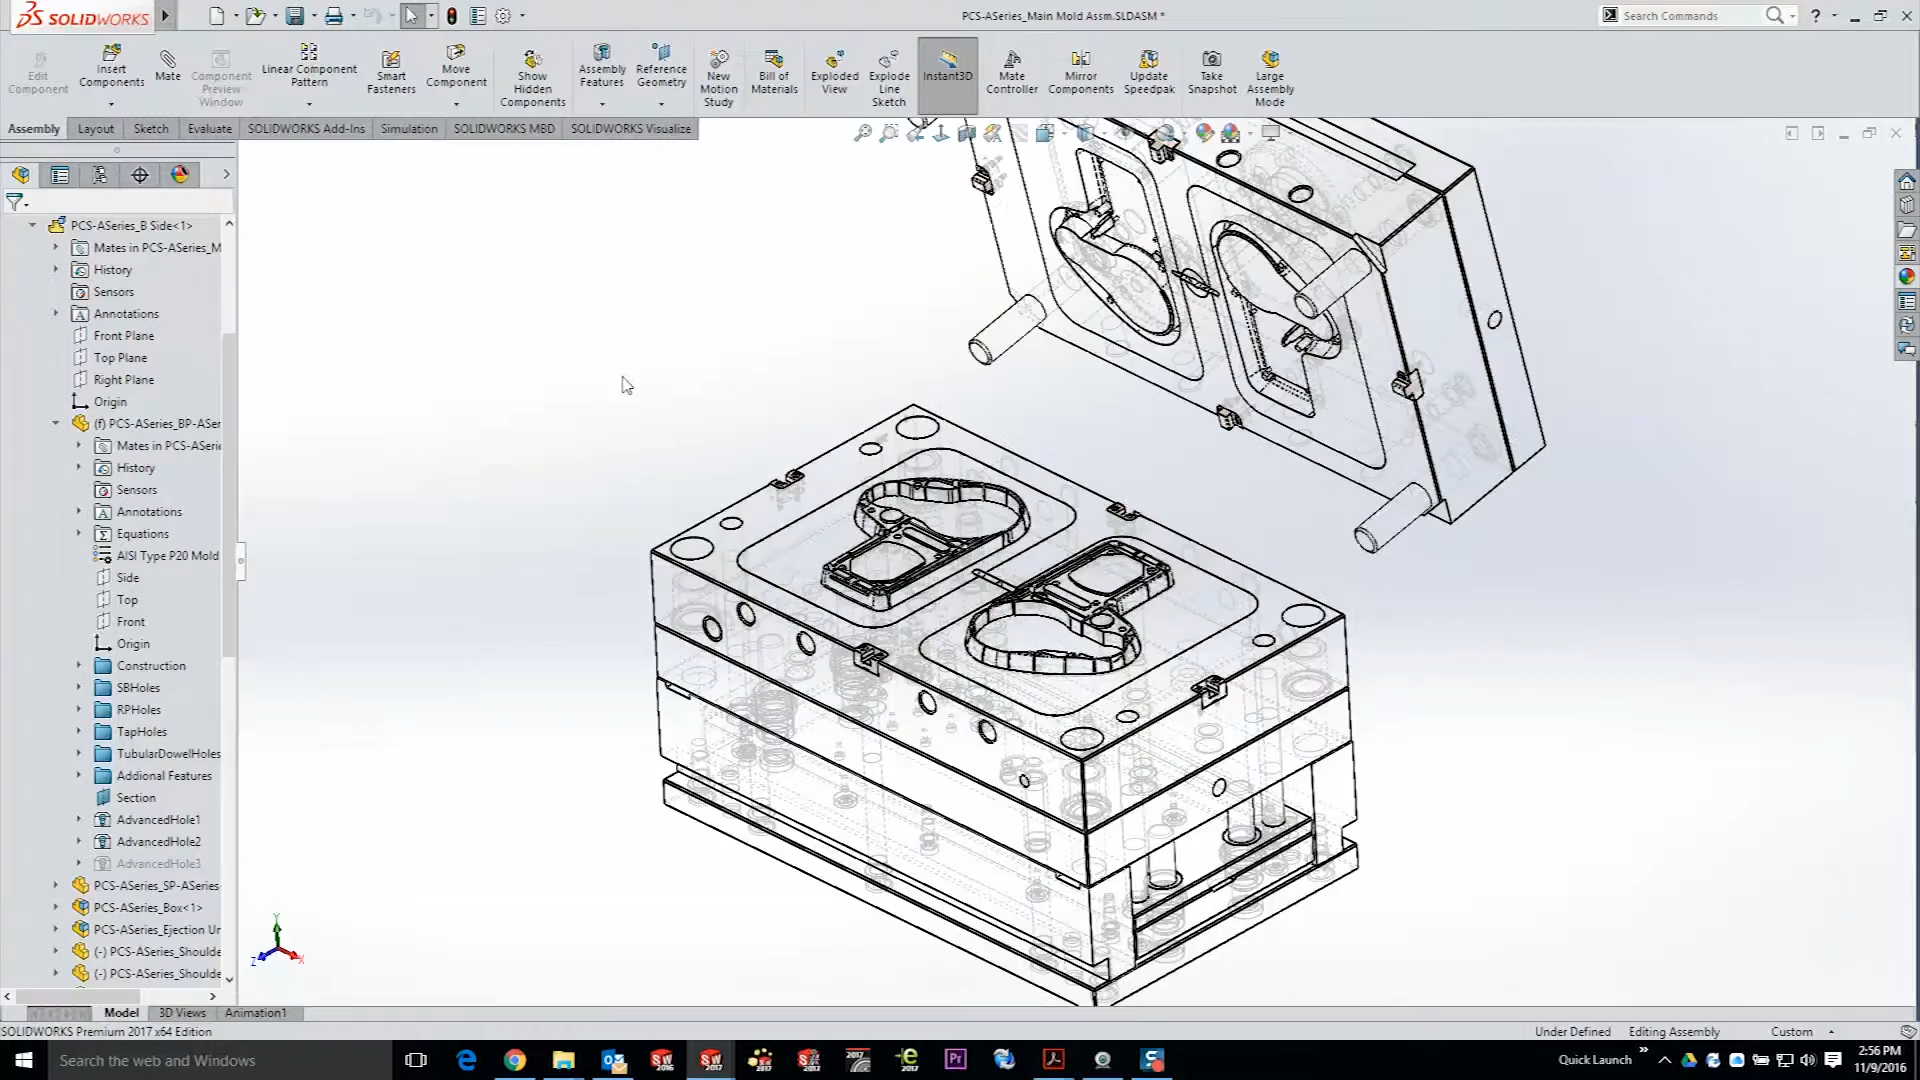 SOLIDWORKS
PCS-ASeries_Main Mold Assm.SLDASM *
Search Commands
Edit Component
Insert Components
Mate
Component Preview Window
Linear Component Pattern
Smart Fasteners
Move Component
Show Hidden Components
Assembly Features
Reference Geometry
New Motion Study
Bill of Materials
Exploded View
Explode Line Sketch
Instant3D
Mate Controller
Mirror Components
Update Speedpak
Take Snapshot
Large Assembly Mode
Assembly
Layout
Sketch
Evaluate
SOLIDWORKS Add-Ins
Simulation
SOLIDWORKS MBD
SOLIDWORKS Visualize
PCS-ASeries_B Side<1>
Mates in PCS-ASeries_M
History
Sensors
Annotations
Front Plane
Top Plane
Right Plane
Origin
(f) PCS-ASeries_BP-ASer
Mates in PCS-ASerie
History
Sensors
Annotations
Equations
AISI Type P20 Mold
Side
Top
Front
Origin
Construction
SBHoles
RPHoles
TapHoles
TubularDowelHoles
Addional Features
Section
AdvancedHole1
AdvancedHole2
AdvancedHole3
PCS-ASeries_SP-ASeries
PCS-ASeries_Box<1>
PCS-ASeries_Ejection Un
(-) PCS-ASeries_Shoulde
(-) PCS-ASeries_Shoulde
Y
Z
X
Model
3D Views
Animation1
SOLIDWORKS Premium 2017 x64 Edition
Under Defined
Editing Assembly
Custom
Search the web and Windows
Quick Launch
2:56 PM
11/9/2016